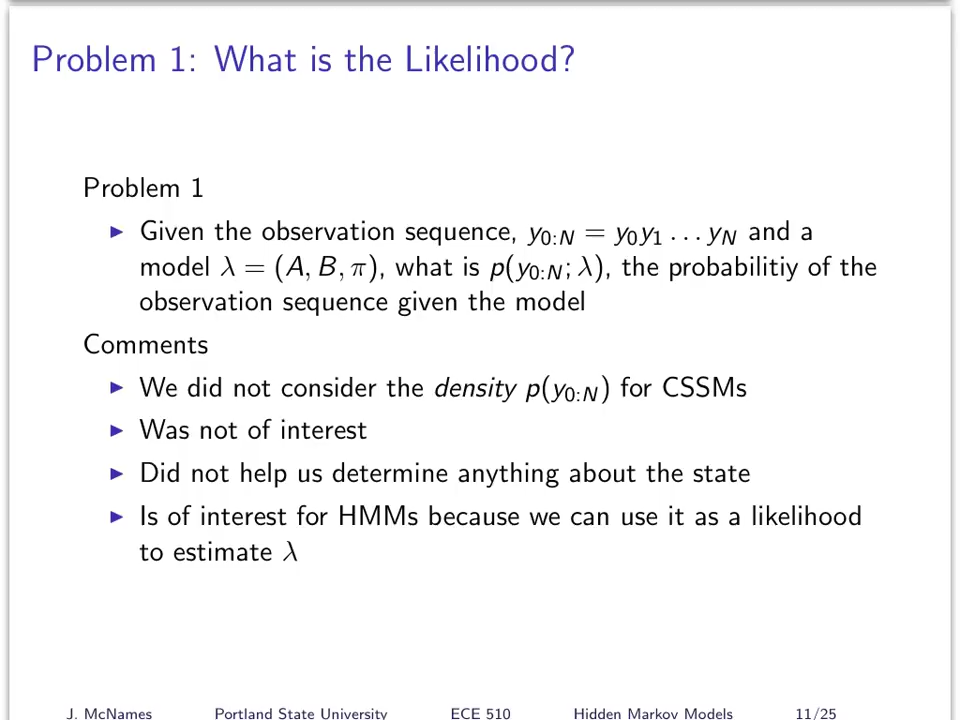 Problem 1: What is the Likelihood?
Problem 1
► Given the observation sequence, y₀:N = y₀y₁ . . . yN and a
model λ = (A, B, π), what is p(y₀:N; λ), the probabilitiy of the
observation sequence given the model
Comments
► We did not consider the density p(y₀:N) for CSSMs
► Was not of interest
► Did not help us determine anything about the state
► Is of interest for HMMs because we can use it as a likelihood
to estimate λ
J. McNames Portland State University ECE 510 Hidden Markov Models 11/25